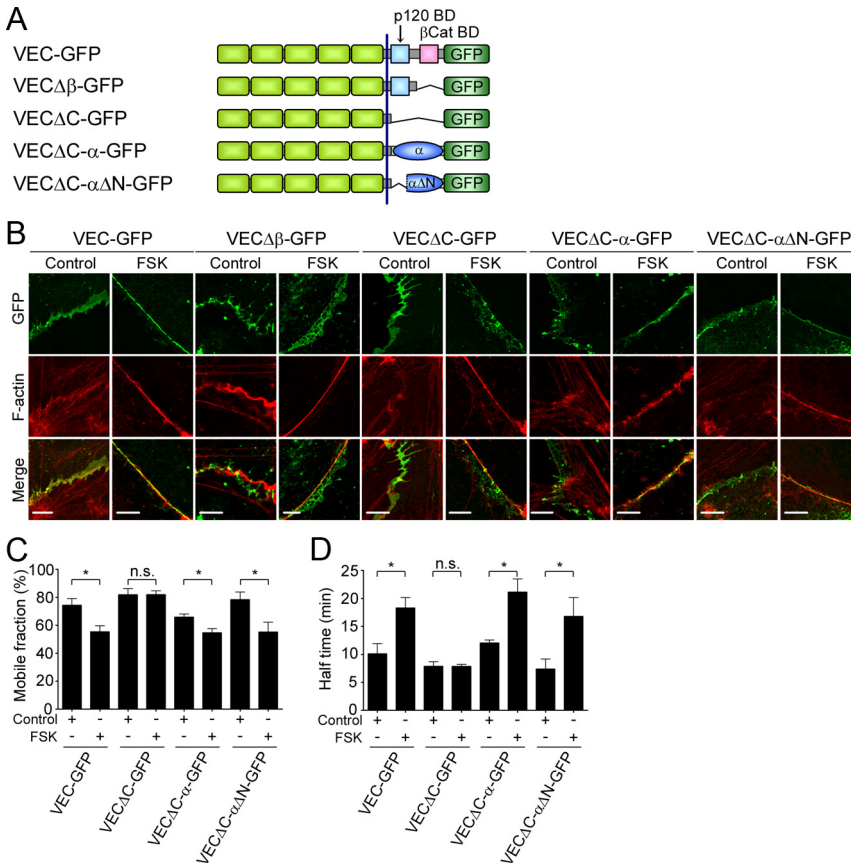 A
p120 BD
βCat BD
VEC-GFP
GFP
VECΔβ-GFP
GFP
VECΔC-GFP
GFP
VECΔC-α-GFP
α
GFP
VECΔC-αΔN-GFP
αΔN
GFP
B
VEC-GFP VECΔβ-GFP VECΔC-GFP VECΔC-α-GFP VECΔC-αΔN-GFP
Control FSK Control FSK Control FSK Control FSK Control FSK
GFP
F-actin
Merge
C
Mobile fraction (%)
100
80
60
40
20
0
* n.s. * *
Control + - + - + - + -
FSK - + - + - + - +
VEC-GFP
VECΔC-GFP
VECΔC-α-GFP
VECΔC-αΔN-GFP
D
Half time (min)
25
20
15
10
5
0
* n.s. * *
Control + - + - + - + -
FSK - + - + - + - +
VEC-GFP
VECΔC-GFP
VECΔC-α-GFP
VECΔC-αΔN-GFP